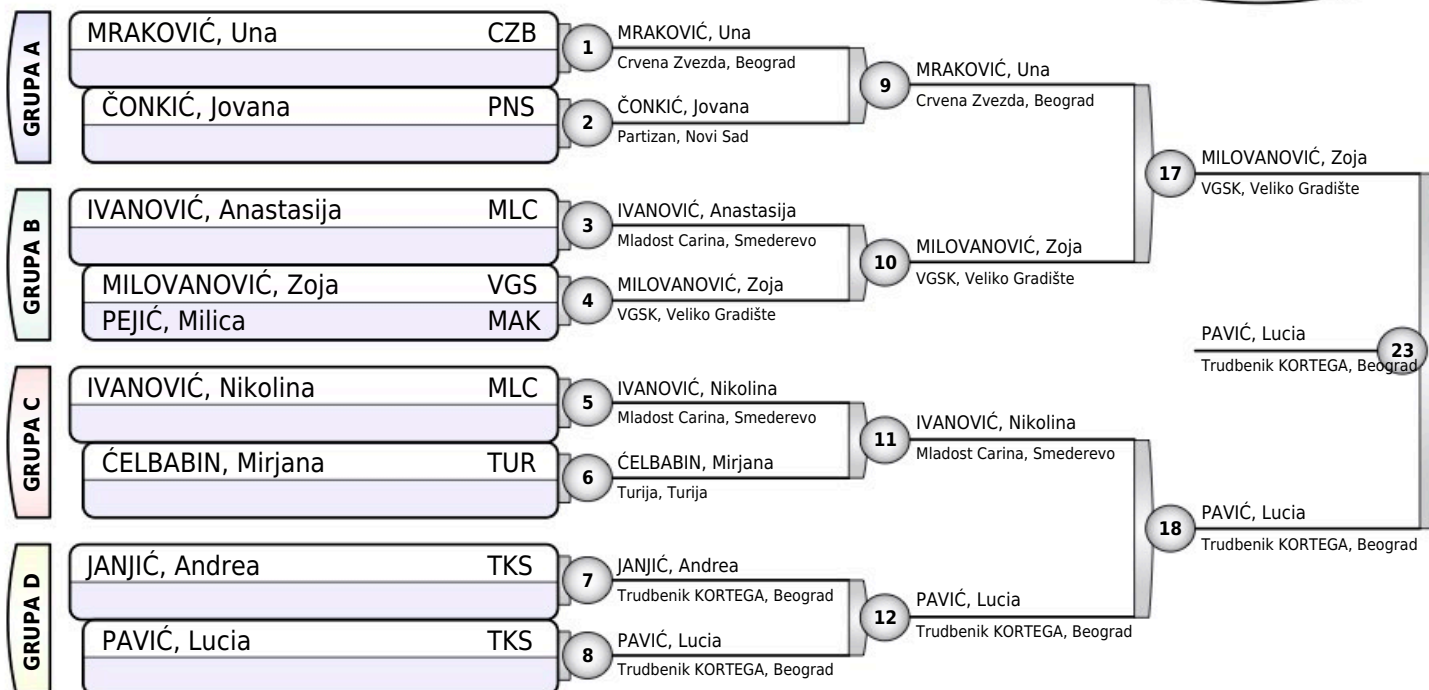 GRUPA A
MRAKOVIĆ, Una CZB
ČONKIĆ, Jovana PNS
1
MRAKOVIĆ, Una
Crvena Zvezda, Beograd
2
ČONKIĆ, Jovana
Partizan, Novi Sad
9
MRAKOVIĆ, Una
Crvena Zvezda, Beograd
GRUPA B
IVANOVIĆ, Anastasija MLC
MILOVANOVIĆ, Zoja VGS
PEJIĆ, Milica MAK
3
IVANOVIĆ, Anastasija
Mladost Carina, Smederevo
4
MILOVANOVIĆ, Zoja
VGSK, Veliko Gradište
10
MILOVANOVIĆ, Zoja
VGSK, Veliko Gradište
17
MILOVANOVIĆ, Zoja
VGSK, Veliko Gradište
GRUPA C
IVANOVIĆ, Nikolina MLC
ĆELBABIN, Mirjana TUR
5
IVANOVIĆ, Nikolina
Mladost Carina, Smederevo
6
ĆELBABIN, Mirjana
Turija, Turija
11
IVANOVIĆ, Nikolina
Mladost Carina, Smederevo
GRUPA D
JANJIĆ, Andrea TKS
PAVIĆ, Lucia TKS
7
JANJIĆ, Andrea
Trudbenik KORTEGA, Beograd
8
PAVIĆ, Lucia
Trudbenik KORTEGA, Beograd
12
PAVIĆ, Lucia
Trudbenik KORTEGA, Beograd
18
PAVIĆ, Lucia
Trudbenik KORTEGA, Beograd
PAVIĆ, Lucia
Trudbenik KORTEGA, Beograd
23